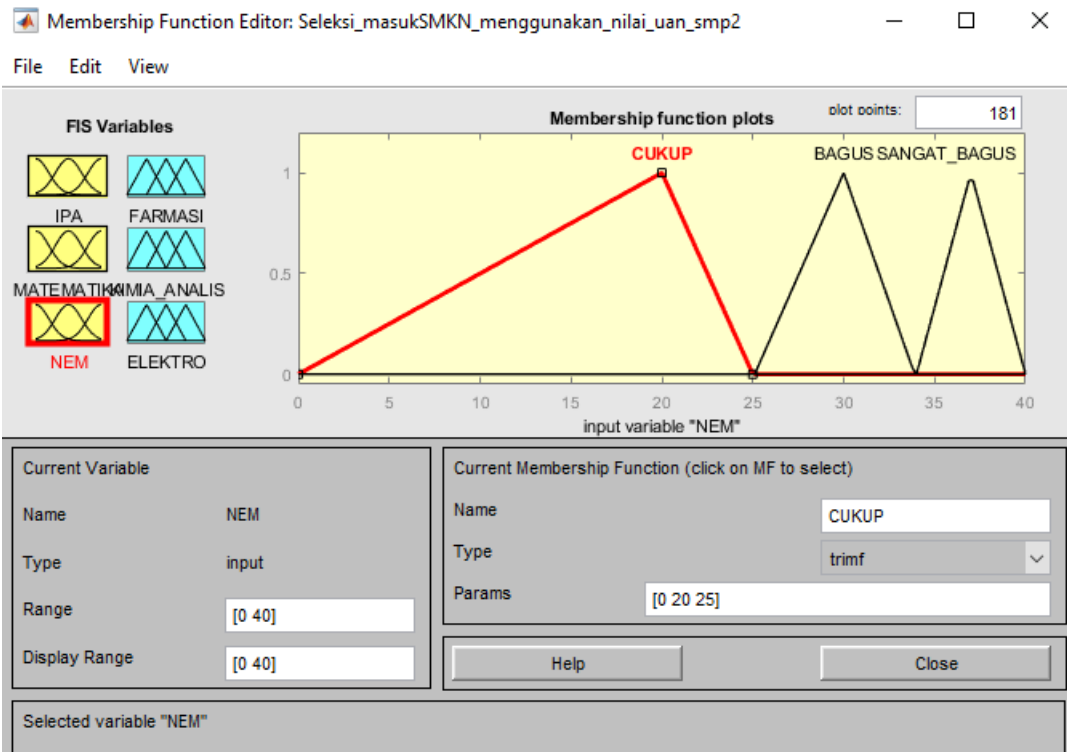 Membership Function Editor: Seleksi_masukSMKN_menggunakan_nilai_uan_smp2
File Edit View
FIS Variables
IPA FARMASI
MATEMATIKA KIMIA_ANALIS
NEM ELEKTRO
Membership function plots
plot points: 181
CUKUP BAGUS SANGAT_BAGUS
1
0.5
0
0 5 10 15 20 25 30 35 40
input variable "NEM"
Current Variable
Name NEM
Type input
Range [0 40]
Display Range [0 40]
Current Membership Function (click on MF to select)
Name CUKUP
Type trimf
Params [0 20 25]
Help Close
Selected variable "NEM"